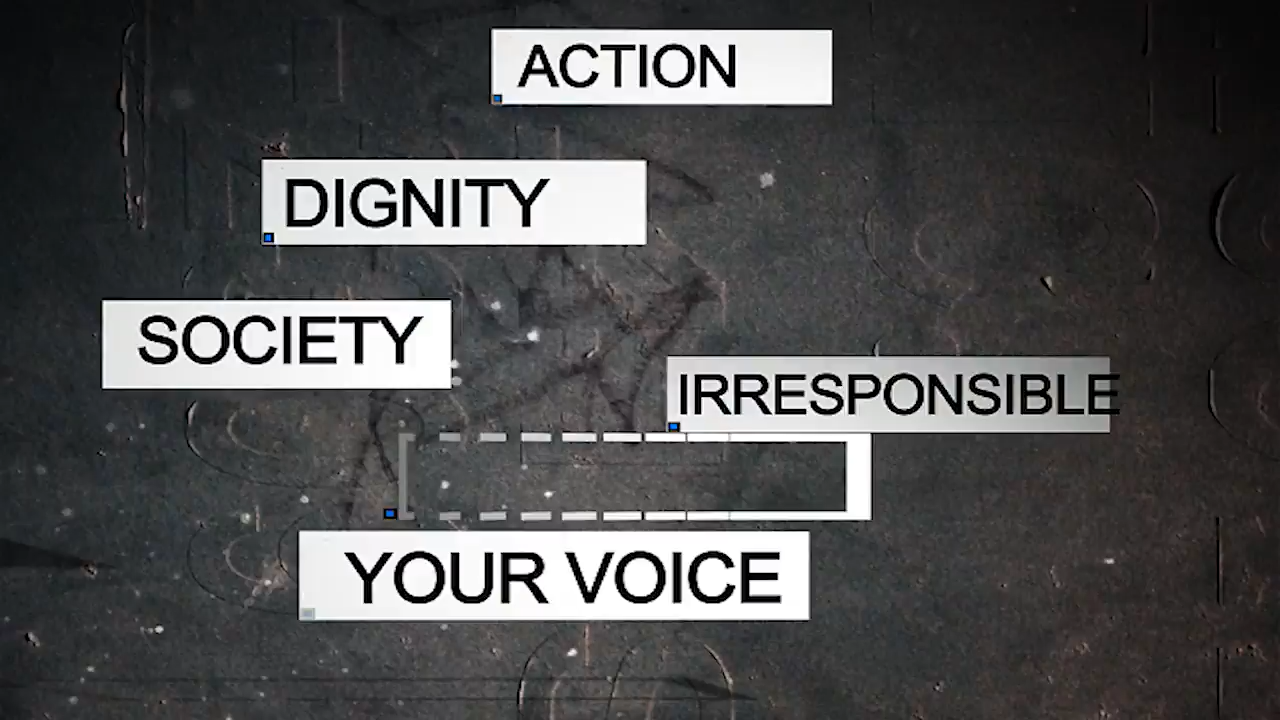 ACTION
DIGNITY
SOCIETY
IRRESPONSIBLE
YOUR VOICE